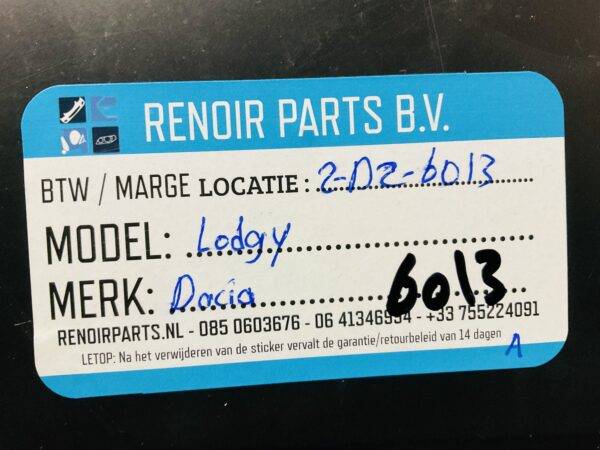 RENOIR PARTS B.V.
BTW / MARGE LOCATIE : 2-D2-6013
MODEL: Lodgy
MERK: Dacia 6013
RENOIRPARTS.NL - 085 0603676 - 06 41346994 - +33 755224091
LETOP: Na het verwijderen van de sticker vervalt de garantie/retourbeleid van 14 dagen
A